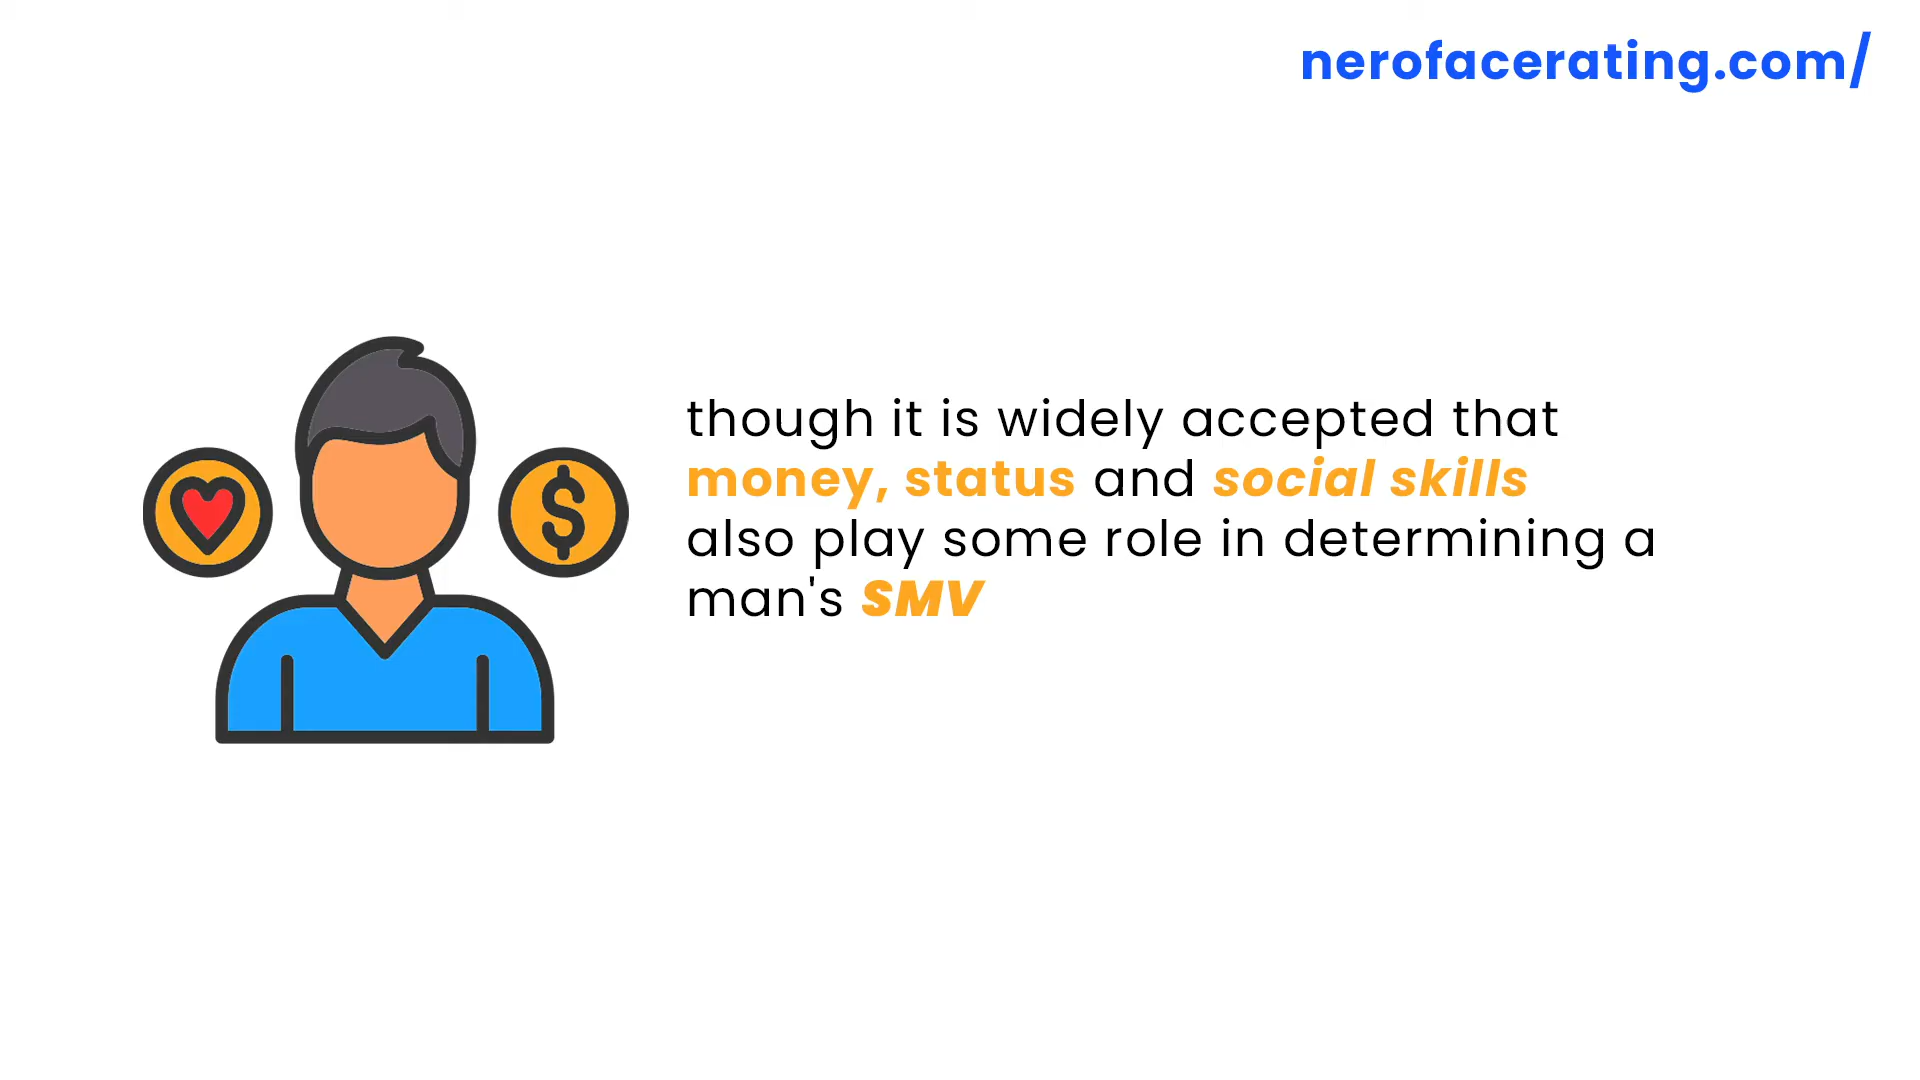 nerofacerating.com/
though it is widely accepted that
money, status and social skills
also play some role in determining a
man's SMV